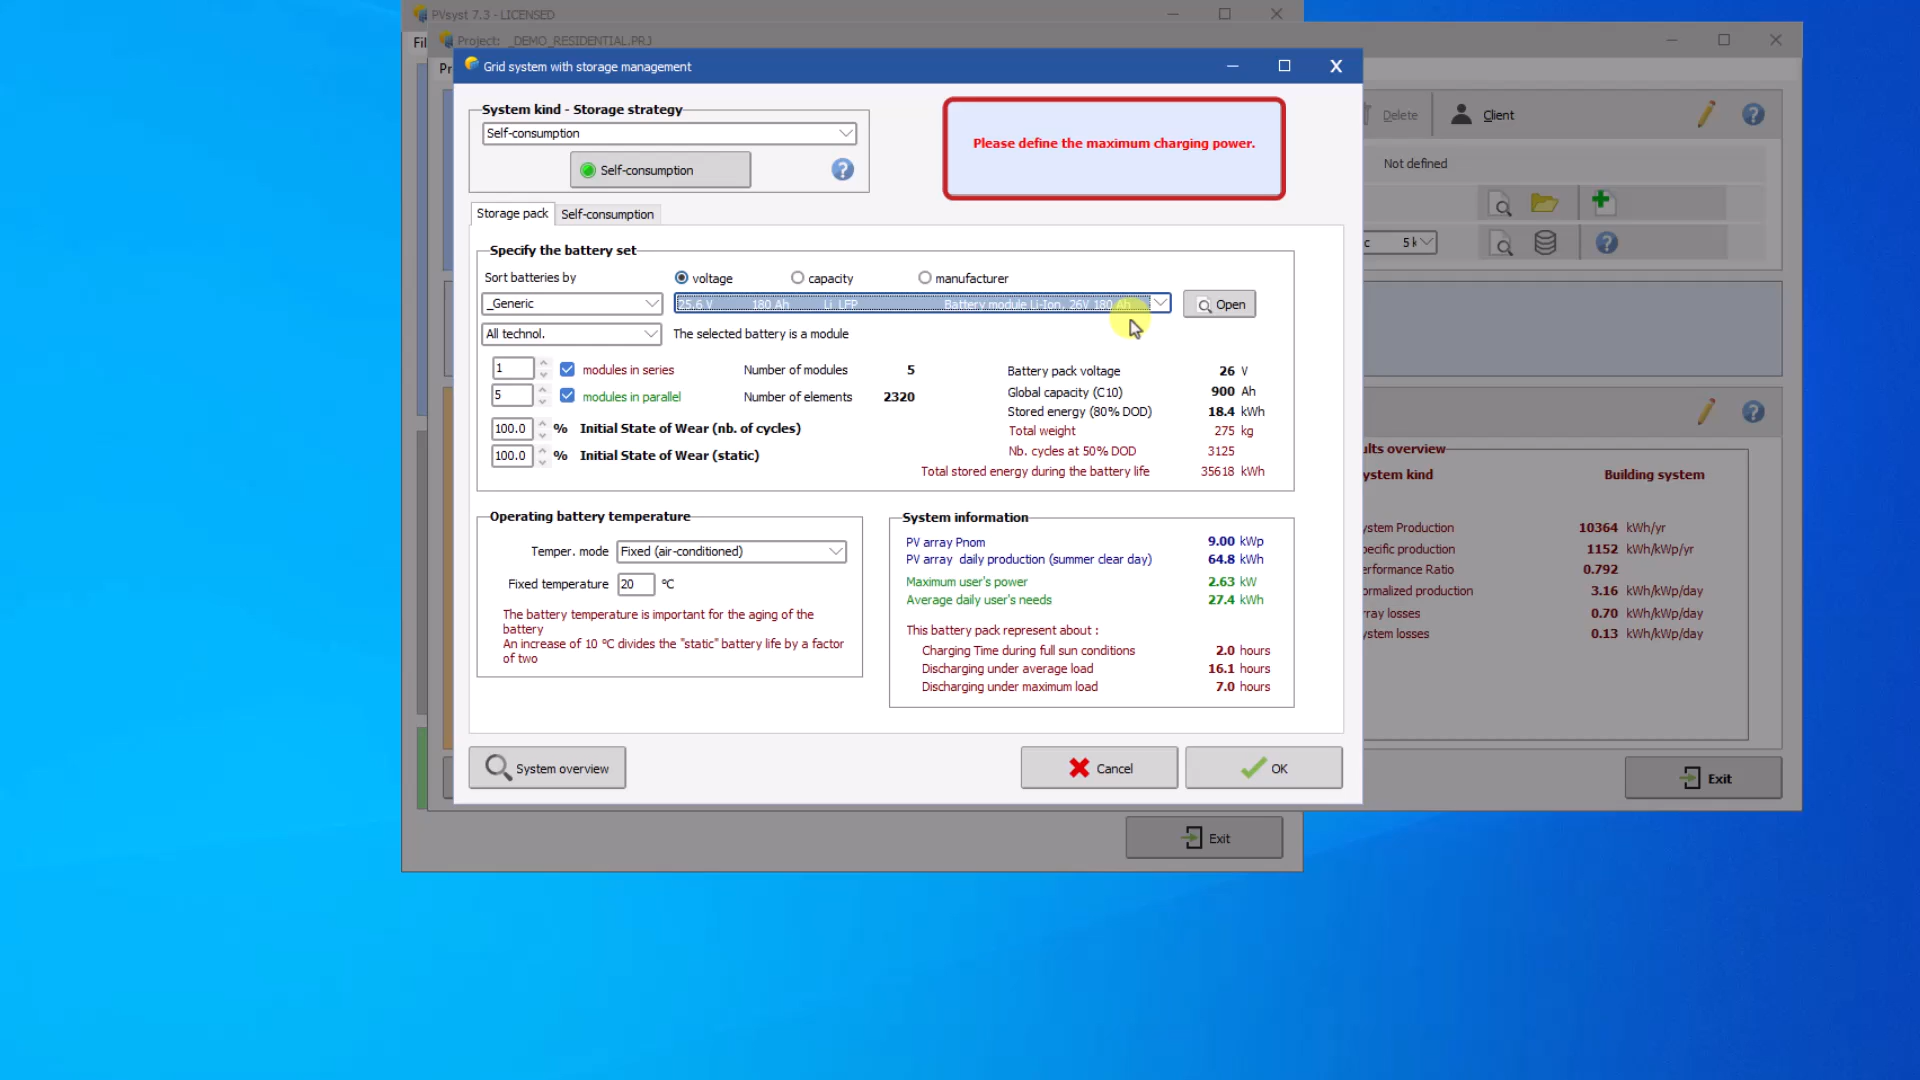 PVsyst 7.3 - LICENSED
Fil
Project: _DEMO_RESIDENTIAL.PRJ
Pr
Grid system with storage management
System kind - Storage strategy
Self-consumption
Self-consumption
Please define the maximum charging power.
Delete
Client
Not defined
Storage pack
Self-consumption
Specify the battery set
Sort batteries by
voltage
capacity
manufacturer
_Generic
25.6 V 180 Ah Li LFP Battery module Li-Ion, 26V 180 Ah
Open
All technol.
The selected battery is a module
1
modules in series
5
modules in parallel
100.0 % Initial State of Wear (nb. of cycles)
100.0 % Initial State of Wear (static)
Number of modules 5
Number of elements 2320
Battery pack voltage 26 V
Global capacity (C10) 900 Ah
Stored energy (80% DOD) 18.4 kWh
Total weight 275 kg
Nb. cycles at 50% DOD 3125
Total stored energy during the battery life 35618 kWh
Operating battery temperature
Temper. mode Fixed (air-conditioned)
Fixed temperature 20 °C
The battery temperature is important for the aging of the
battery
An increase of 10 °C divides the "static" battery life by a factor
of two
System information
PV array Pnom 9.00 kWp
PV array daily production (summer clear day) 64.8 kWh
Maximum user's power 2.63 kW
Average daily user's needs 27.4 kWh
This battery pack represent about :
Charging Time during full sun conditions 2.0 hours
Discharging under average load 16.1 hours
Discharging under maximum load 7.0 hours
System overview
Cancel
OK
c 5 k
ults overview
ystem kind Building system
ystem Production 10364 kWh/yr
pecific production 1152 kWh/kWp/yr
erformance Ratio 0.792
ormalized production 3.16 kWh/kWp/day
rray losses 0.70 kWh/kWp/day
ystem losses 0.13 kWh/kWp/day
Exit
Exit